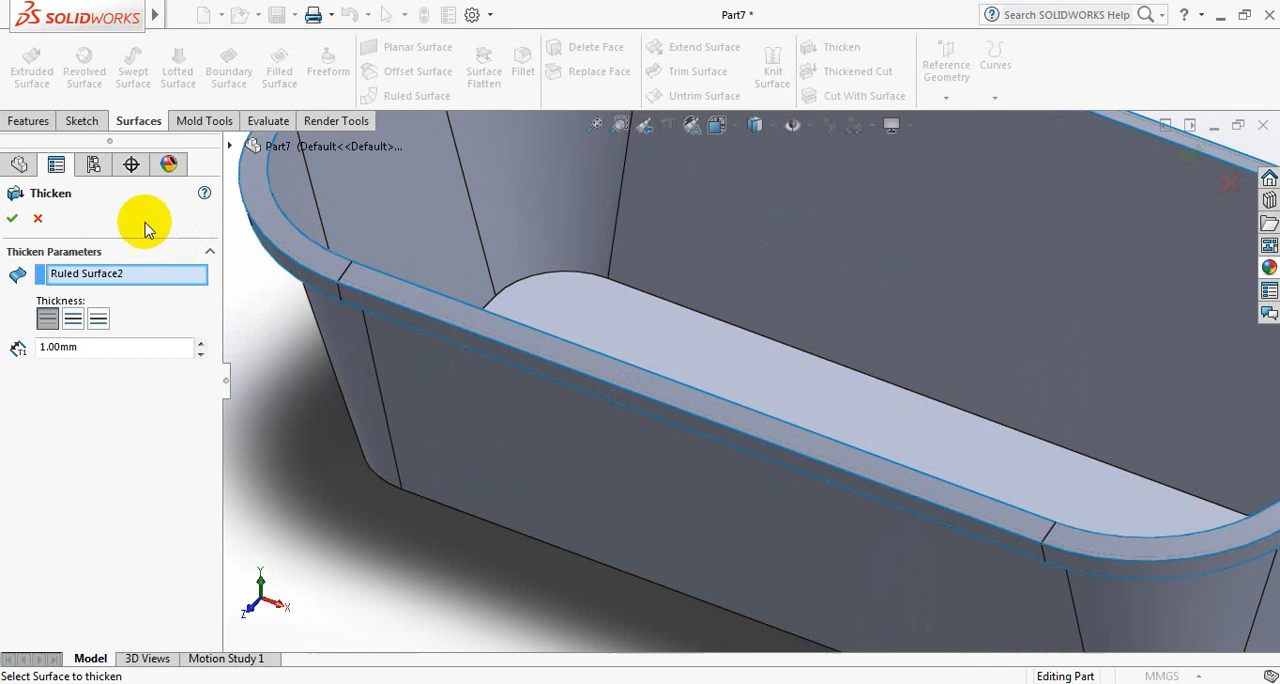 SOLIDWORKS
Part7 *
Search SOLIDWORKS Help
Extruded Surface
Revolved Surface
Swept Surface
Lofted Surface
Boundary Surface
Filled Surface
Freeform
Planar Surface
Offset Surface
Ruled Surface
Surface Flatten
Fillet
Delete Face
Replace Face
Extend Surface
Trim Surface
Untrim Surface
Knit Surface
Thicken
Thickened Cut
Cut With Surface
Reference Geometry
Curves
Features
Sketch
Surfaces
Mold Tools
Evaluate
Render Tools
Part7 (Default<<Default>...
Thicken
Thicken Parameters
Ruled Surface2
Thickness:
T1
1.00mm
Y
X
Z
Model
3D Views
Motion Study 1
Select Surface to thicken
Editing Part
MMGS